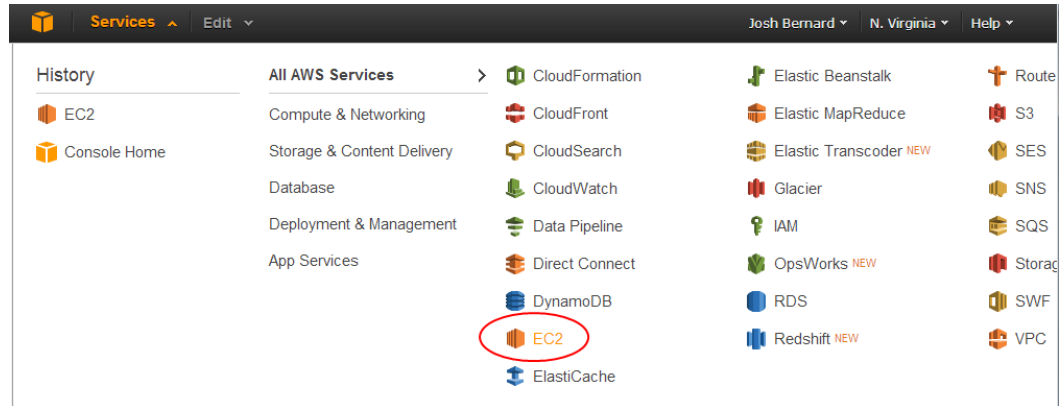 Services Edit Josh Bernard N. Virginia Help
History
EC2
Console Home
All AWS Services
Compute & Networking
Storage & Content Delivery
Database
Deployment & Management
App Services
CloudFormation
CloudFront
CloudSearch
CloudWatch
Data Pipeline
Direct Connect
DynamoDB
EC2
ElastiCache
Elastic Beanstalk
Elastic MapReduce
Elastic Transcoder NEW
Glacier
IAM
OpsWorks NEW
RDS
Redshift NEW
Route
S3
SES
SNS
SQS
Storag
SWF
VPC